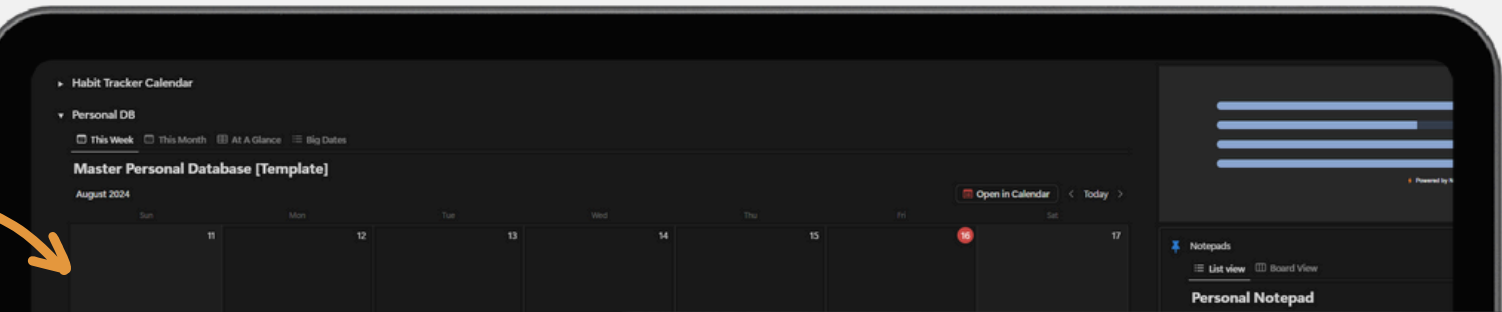 Habit Tracker Calendar
Personal DB
This Week This Month At A Glance Big Dates
Master Personal Database [Template]
August 2024
Open in Calendar Today
Sun Mon Tue Wed Thu Fri Sat
11 12 13 14 15 16 17
Powered by
Notepads
List view Board View
Personal Notepad